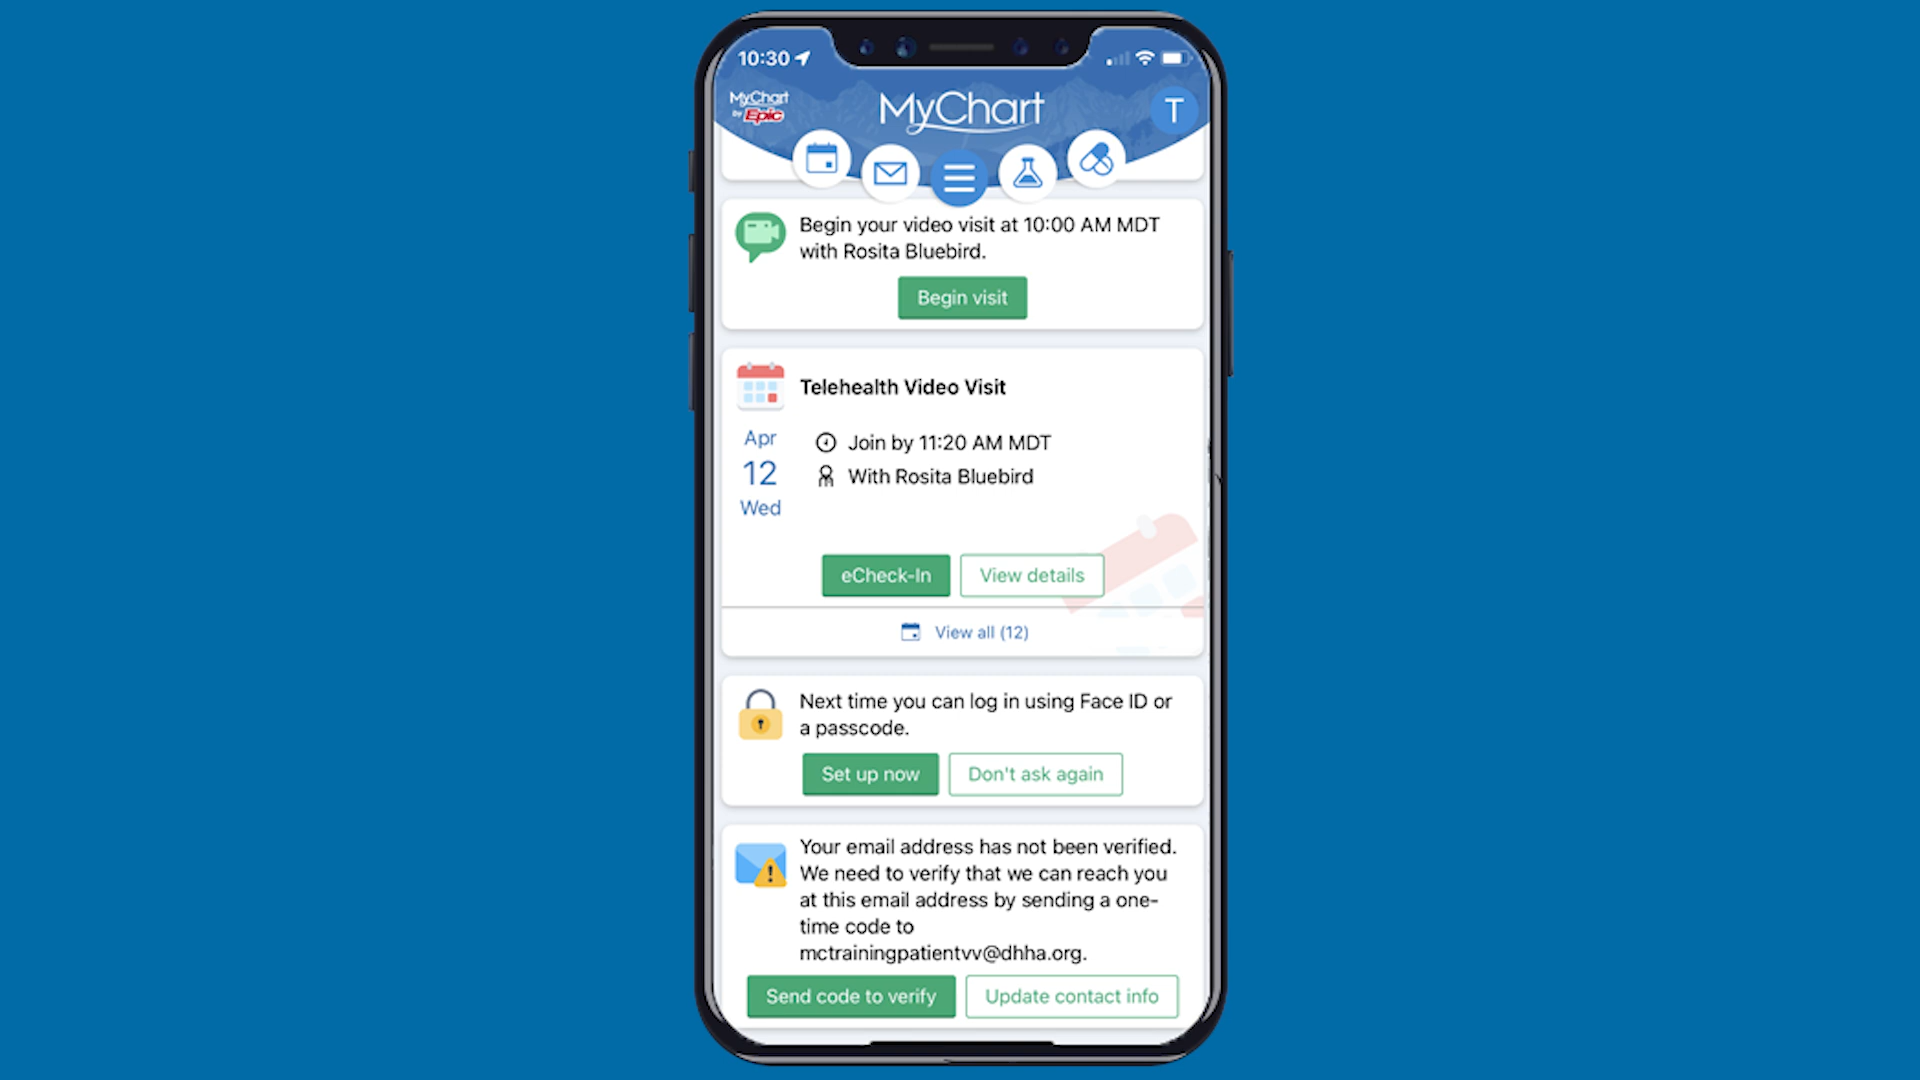 10:30
MyChart
by Epic
MyChart
T
Begin your video visit at 10:00 AM MDT
with Rosita Bluebird.
Begin visit
Telehealth Video Visit
Apr
12
Wed
Join by 11:20 AM MDT
With Rosita Bluebird
eCheck-In
View details
View all (12)
Next time you can log in using Face ID or
a passcode.
Set up now
Don't ask again
Your email address has not been verified.
We need to verify that we can reach you
at this email address by sending a one-
time code to
mctrainingpatientvv@dhha.org.
Send code to verify
Update contact info